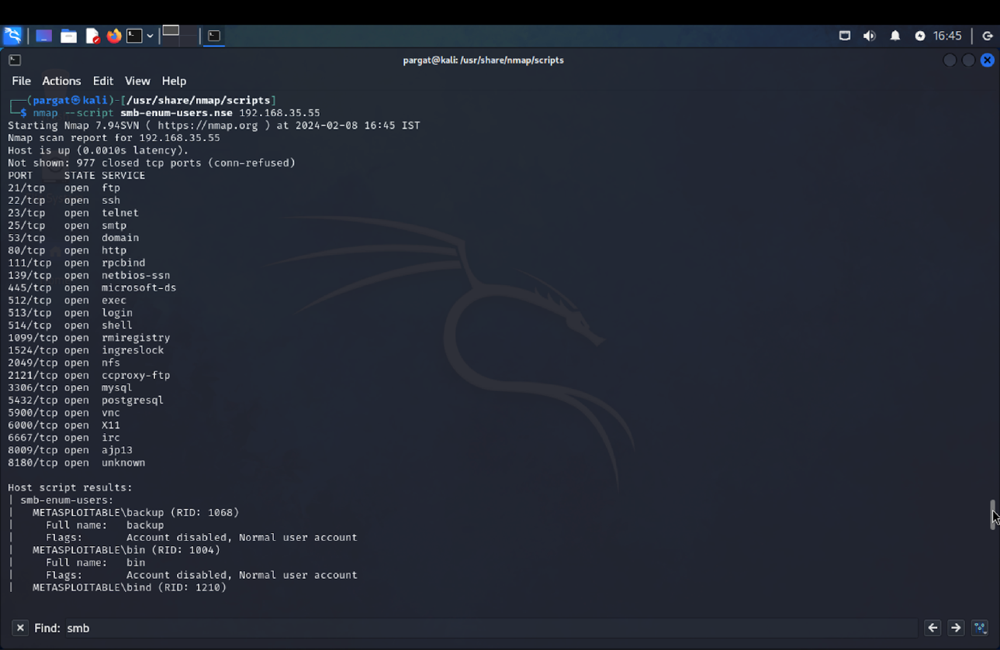 16:45
pargat@kali: /usr/share/nmap/scripts
File Actions Edit View Help
┌──(pargat㉿kali)-[/usr/share/nmap/scripts]
└─$ nmap --script smb-enum-users.nse 192.168.35.55
Starting Nmap 7.94SVN ( https://nmap.org ) at 2024-02-08 16:45 IST
Nmap scan report for 192.168.35.55
Host is up (0.0010s latency).
Not shown: 977 closed tcp ports (conn-refused)
PORT     STATE SERVICE
21/tcp   open  ftp
22/tcp   open  ssh
23/tcp   open  telnet
25/tcp   open  smtp
53/tcp   open  domain
80/tcp   open  http
111/tcp  open  rpcbind
139/tcp  open  netbios-ssn
445/tcp  open  microsoft-ds
512/tcp  open  exec
513/tcp  open  login
514/tcp  open  shell
1099/tcp open  rmiregistry
1524/tcp open  ingreslock
2049/tcp open  nfs
2121/tcp open  ccproxy-ftp
3306/tcp open  mysql
5432/tcp open  postgresql
5900/tcp open  vnc
6000/tcp open  X11
6667/tcp open  irc
8009/tcp open  ajp13
8180/tcp open  unknown
Host script results:
| smb-enum-users:
|   METASPLOITABLE\backup (RID: 1068)
|     Full name:   backup
|     Flags:       Account disabled, Normal user account
|   METASPLOITABLE\bin (RID: 1004)
|     Full name:   bin
|     Flags:       Account disabled, Normal user account
|   METASPLOITABLE\bind (RID: 1210)
Find: smb